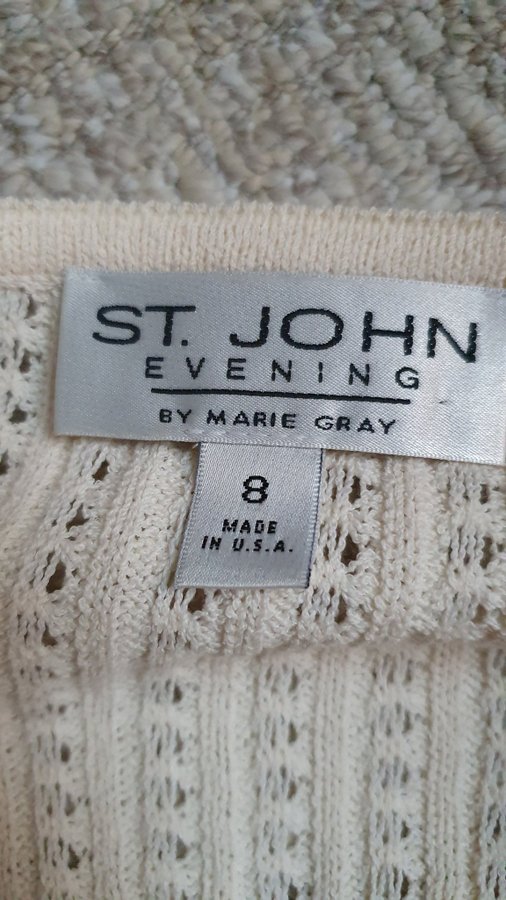 ST. JOHN
EVENING
BY MARIE GRAY
8
MADE
IN U.S.A.